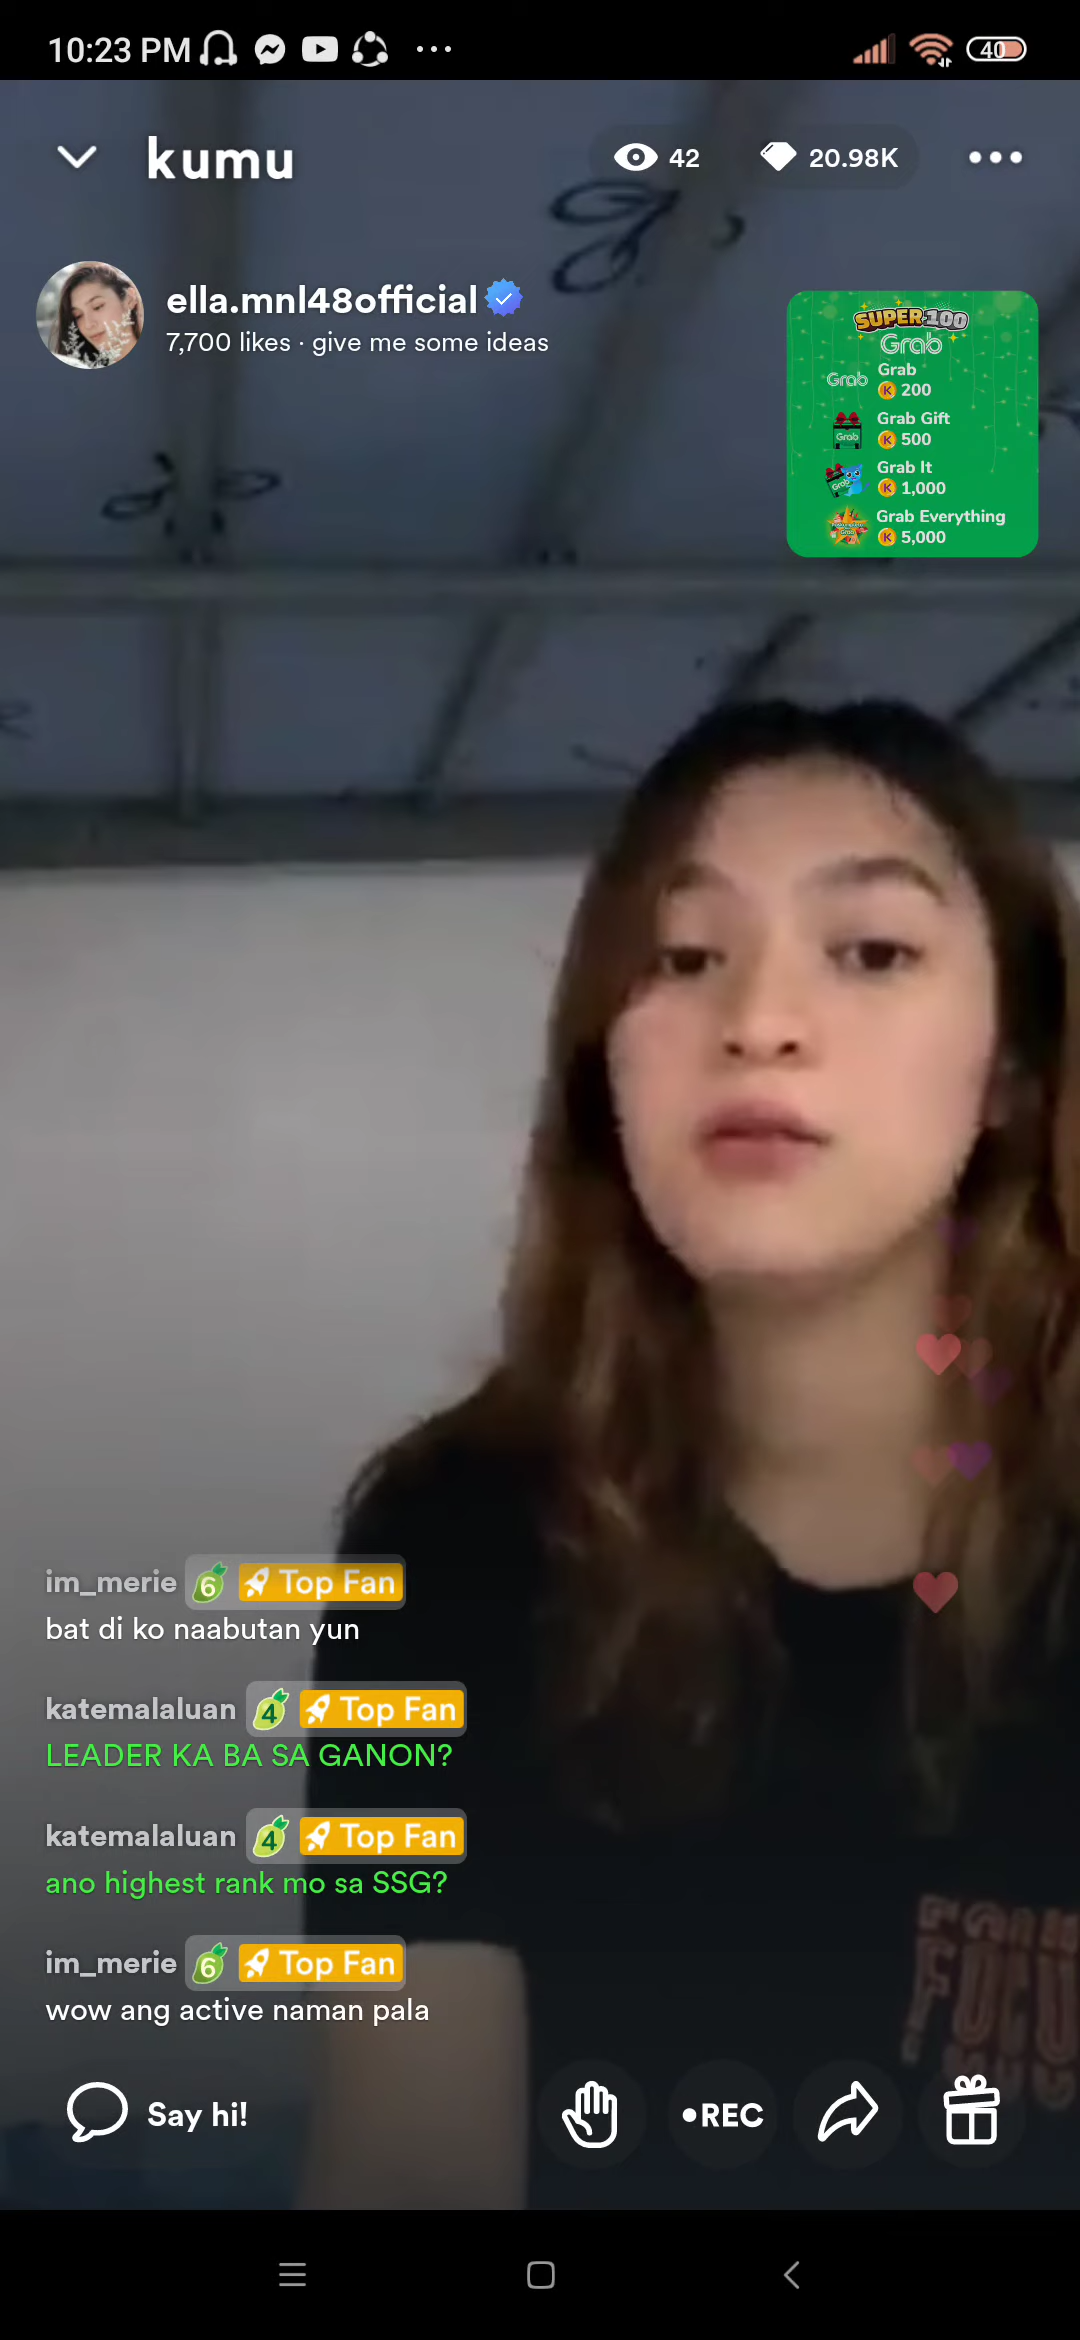 10:23 PM
40
kumu
42
20.98K
ella.mnl48official
7,700 likes · give me some ideas
SUPER 100
Grab
Grab
Grab
200
Grab
Grab Gift
500
Grab
Grab It
1,000
Grab Everything
5,000
im_merie 6 Top Fan
bat di ko naabutan yun
katemalaluan 4 Top Fan
LEADER KA BA SA GANON?
katemalaluan 4 Top Fan
ano highest rank mo sa SSG?
im_merie 6 Top Fan
wow ang active naman pala
Say hi!
•REC